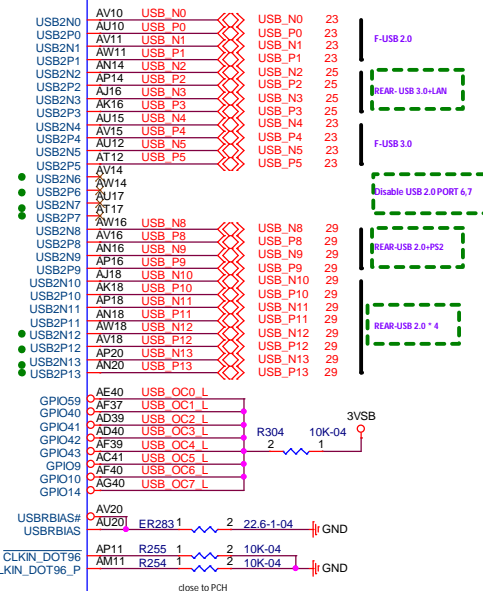 USB2N0 AV10 USB_N0 USB_N0 23
USB2P0 AU10 USB_P0 USB_P0 23
USB2N1 AV11 USB_N1 USB_N1 23
USB2P1 AW11 USB_P1 USB_P1 23
F-USB 2.0
USB2N2 AN14 USB_N2 USB_N2 25
USB2P2 AP14 USB_P2 USB_P2 25
USB2N3 AJ16 USB_N3 USB_N3 25
USB2P3 AK16 USB_P3 USB_P3 25
REAR- USB 3.0+LAN
USB2N4 AU15 USB_N4 USB_N4 23
USB2P4 AV15 USB_P4 USB_P4 23
USB2N5 AU12 USB_N5 USB_N5 23
USB2P5 AT12 USB_P5 USB_P5 23
F-USB 3.0
USB2N6 AV14
USB2P6 AW14
USB2N7 AU17
USB2P7 AT17
Disable USB 2.0 PORT 6,7
USB2N8 AW16 USB_N8 USB_N8 29
USB2P8 AV16 USB_P8 USB_P8 29
USB2N9 AN16 USB_N9 USB_N9 29
USB2P9 AP16 USB_P9 USB_P9 29
REAR-USB 2.0+PS2
USB2N10 AJ18 USB_N10 USB_N10 29
USB2P10 AK18 USB_P10 USB_P10 29
USB2N11 AP18 USB_N11 USB_N11 29
USB2P11 AN18 USB_P11 USB_P11 29
USB2N12 AW18 USB_N12 USB_N12 29
USB2P12 AV18 USB_P12 USB_P12 29
USB2N13 AP20 USB_N13 USB_N13 29
USB2P13 AN20 USB_P13 USB_P13 29
REAR-USB 2.0 * 4
GPIO59 AE40 USB_OC0_L
GPIO40 AF37 USB_OC1_L
GPIO41 AD39 USB_OC2_L
GPIO42 AD40 USB_OC3_L
GPIO43 AF39 USB_OC4_L
GPIO9 AC41 USB_OC5_L
GPIO10 AF40 USB_OC6_L
GPIO14 AG40 USB_OC7_L
3VSB
R304 10K-04
2 1
USBRBIAS# AV20
USBRBIAS AU20 ER283 1 2 22.6-1-04 GND
CLKIN_DOT96 AP11 R255 1 2 10K-04
LKIN_DOT96_P AM11 R254 1 2 10K-04 GND
close to PCH